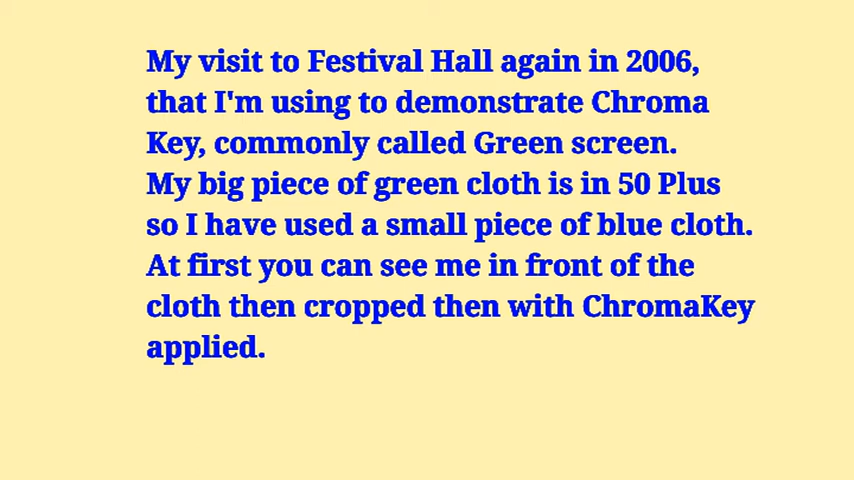 My visit to Festival Hall again in 2006,
that I'm using to demonstrate Chroma
Key, commonly called Green screen.
My big piece of green cloth is in 50 Plus
so I have used a small piece of blue cloth.
At first you can see me in front of the
cloth then cropped then with ChromaKey
applied.